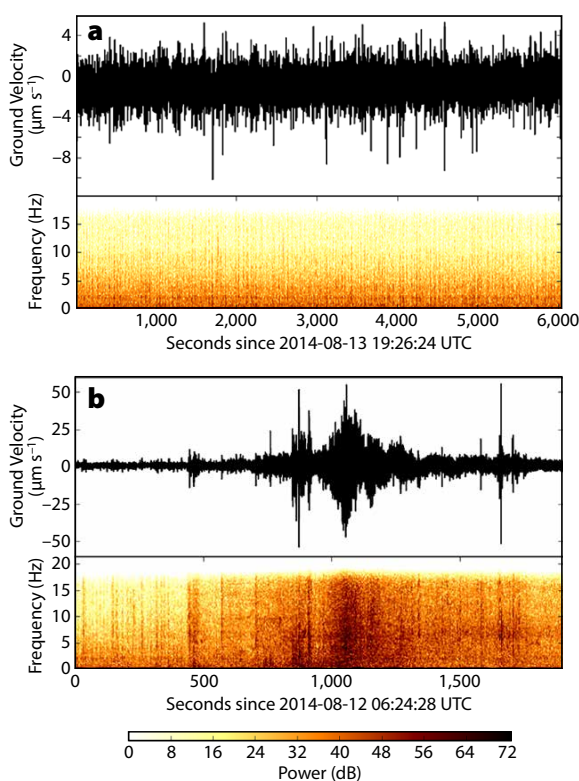 a
4
0
−4
−8
Ground Velocity
(μm s⁻¹)
15
10
5
0
Frequency (Hz)
1,000 2,000 3,000 4,000 5,000 6,000
Seconds since 2014-08-13 19:26:24 UTC
b
50
25
0
−25
−50
Ground Velocity
(μm s⁻¹)
20
15
10
5
0
Frequency (Hz)
0 500 1,000 1,500
Seconds since 2014-08-12 06:24:28 UTC
0 8 16 24 32 40 48 56 64 72
Power (dB)